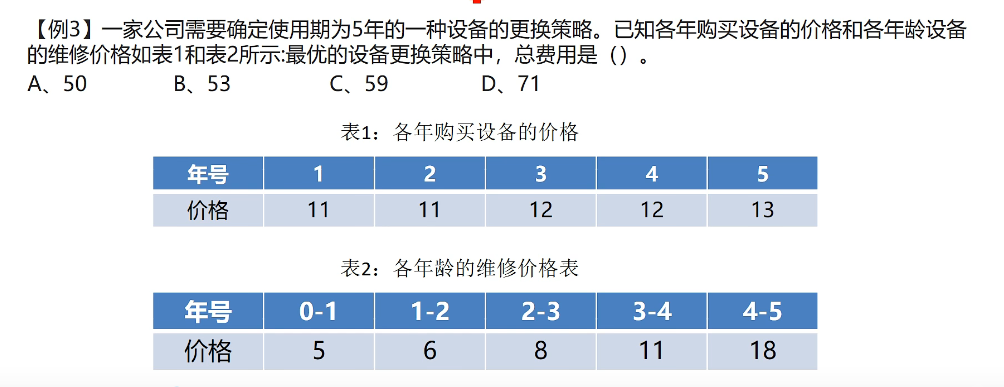 【例3】一家公司需要确定使用期为5年的一种设备的更换策略。已知各年购买设备的价格和各年龄设备
的维修价格如表1和表2所示:最优的设备更换策略中，总费用是（）。
A、50 B、53 C、59 D、71
表1：各年购买设备的价格
年号 1 2 3 4 5
价格 11 11 12 12 13
表2：各年龄的维修价格表
年号 0-1 1-2 2-3 3-4 4-5
价格 5 6 8 11 18